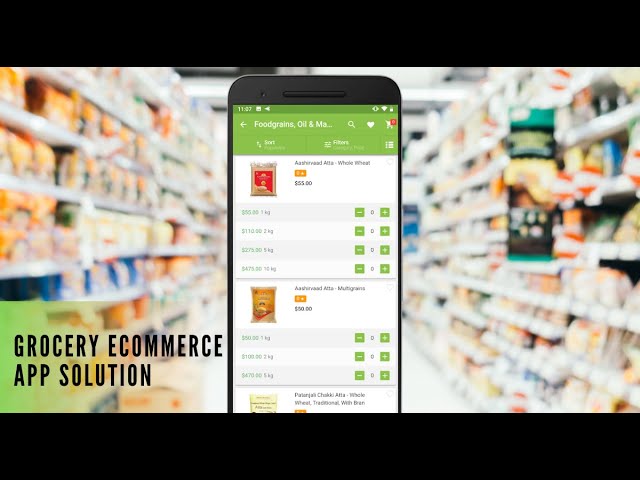 11:07
Foodgrains, Oil & Ma...
Sort
Filters
Aashirvaad Atta - Whole Wheat
$55.00
$55.00 1 kg
0
$110.00 2 kg
0
$275.00 5 kg
0
$475.00 10 kg
0
Aashirvaad Atta - Multigrains
$50.00
$50.00 1 kg
0
$100.00 2 kg
0
$470.00 5 kg
0
Patanjali Chakki Atta - Whole
Wheat, Traditional, With Bran
GROCERY ECOMMERCE
APP SOLUTION